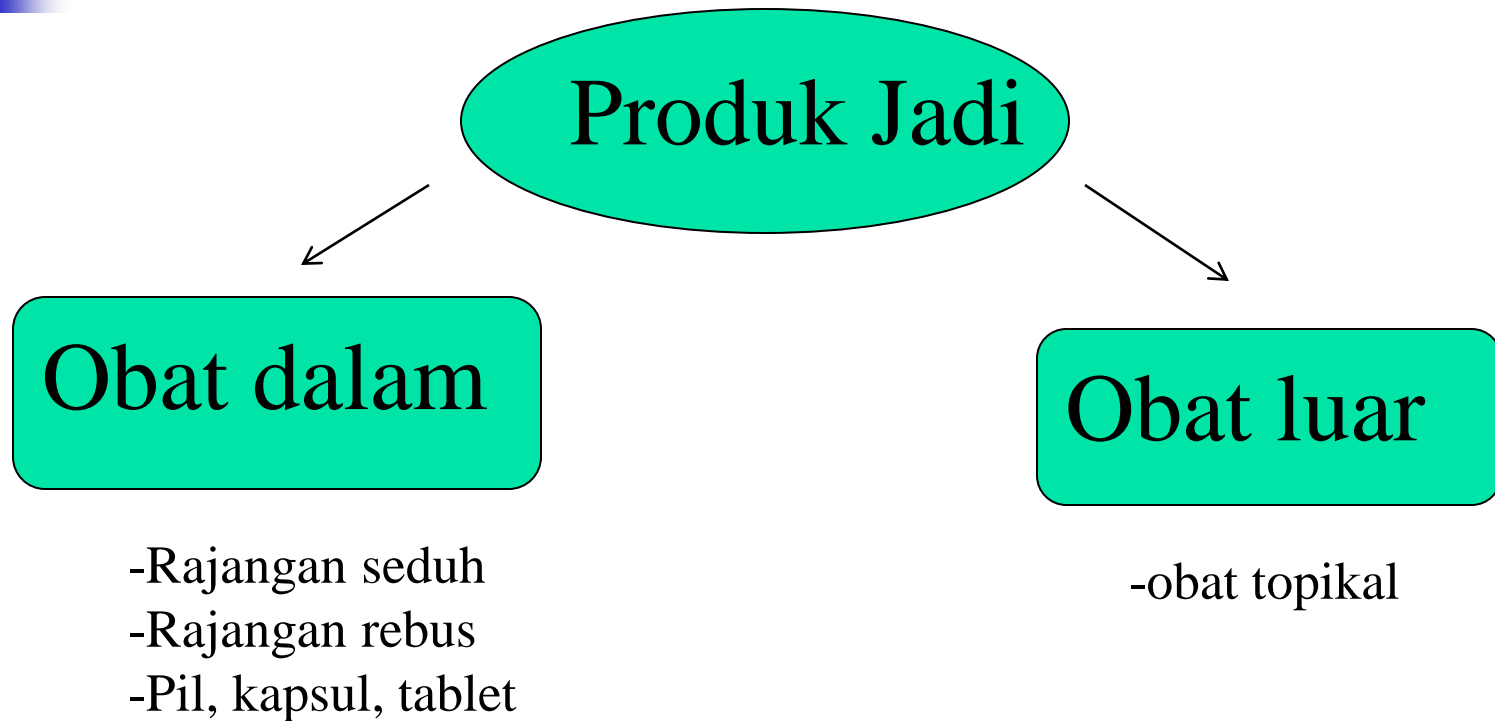 Produk Jadi
Obat dalam
-Rajangan seduh
-Rajangan rebus
-Pil, kapsul, tablet
Obat luar
-obat topikal